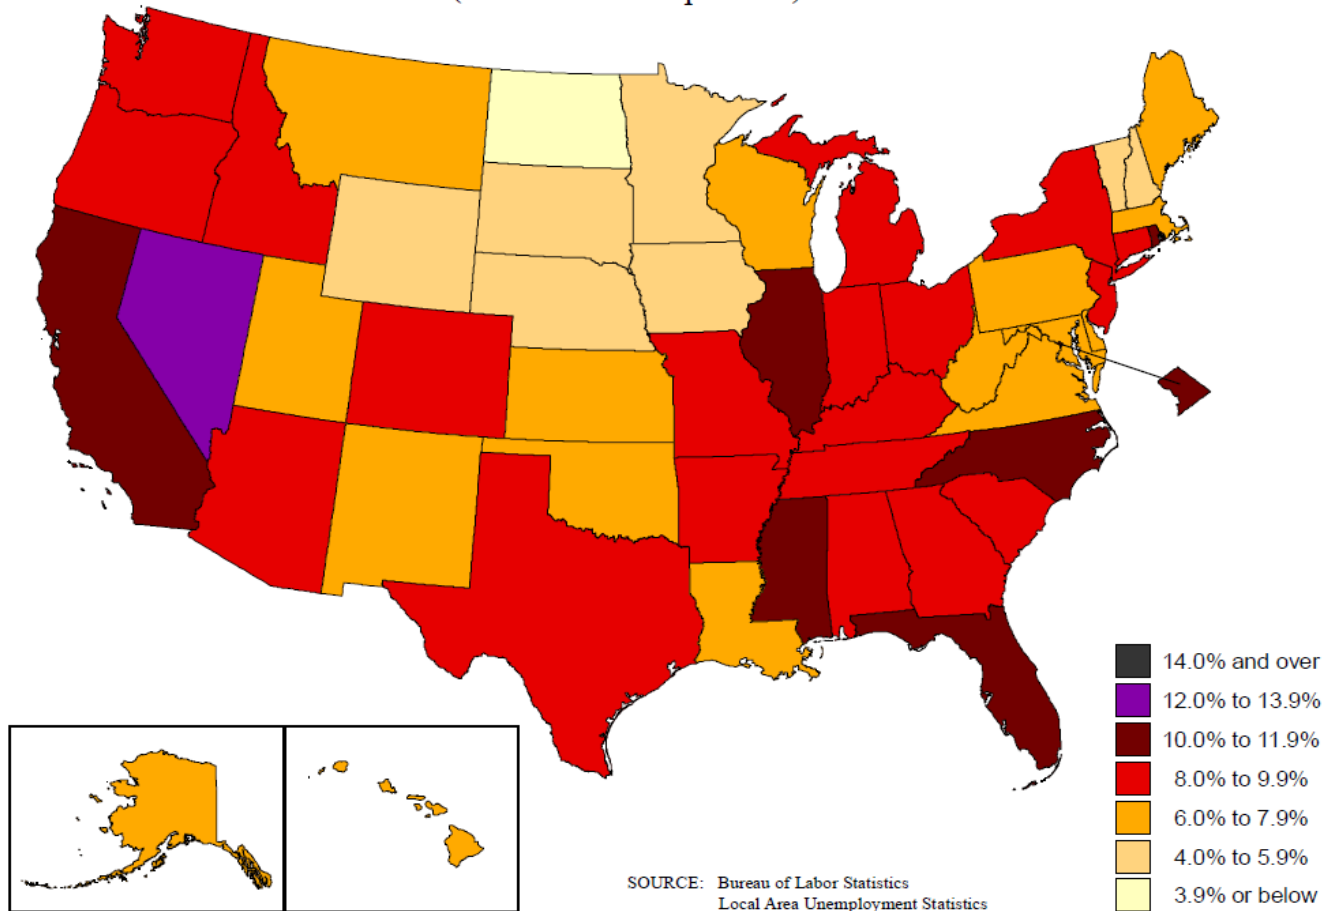 14.0% and over
12.0% to 13.9%
10.0% to 11.9%
8.0% to 9.9%
6.0% to 7.9%
4.0% to 5.9%
3.9% or below
SOURCE: Bureau of Labor Statistics
Local Area Unemployment Statistics